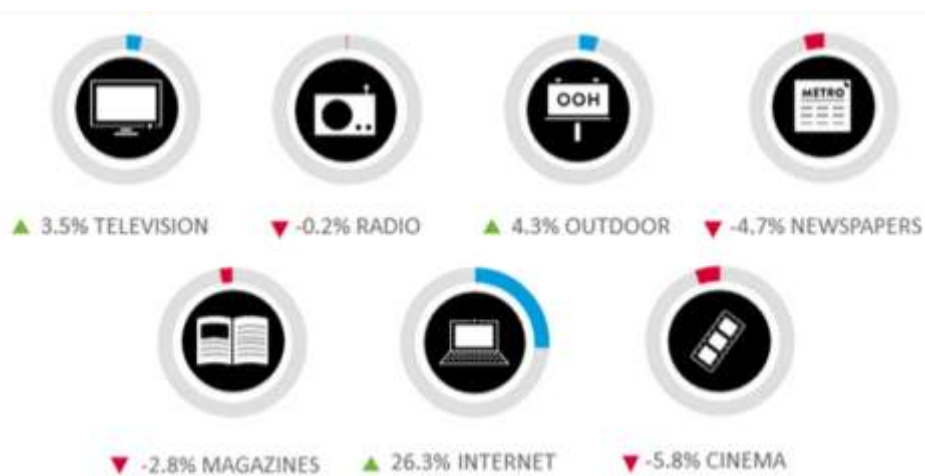 OOH
METRO
3.5% TELEVISION
-0.2% RADIO
4.3% OUTDOOR
-4.7% NEWSPAPERS
-2.8% MAGAZINES
26.3% INTERNET
-5.8% CINEMA